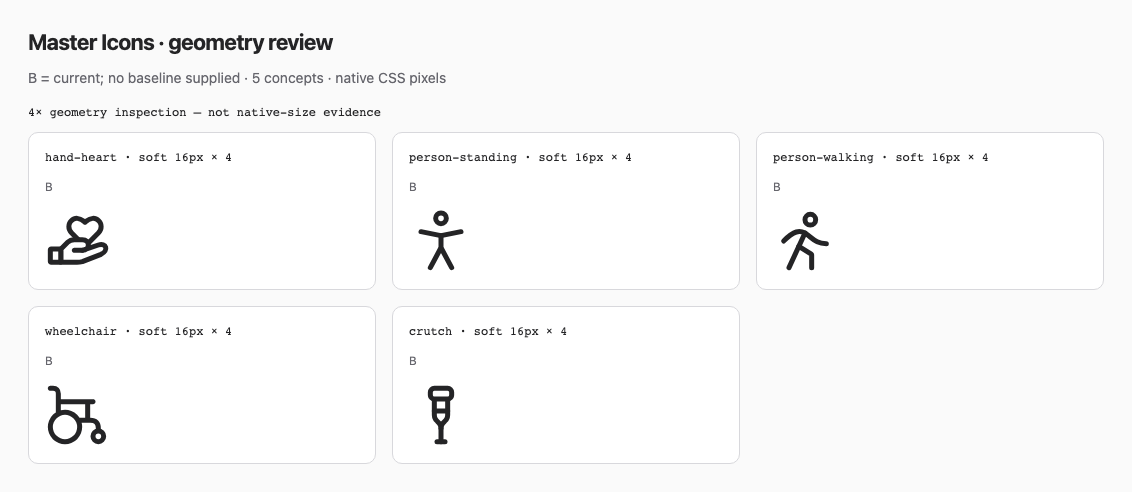 Master Icons · geometry review
B = current; no baseline supplied · 5 concepts · native CSS pixels
4× geometry inspection — not native-size evidence
hand-heart · soft 16px × 4
B
person-standing · soft 16px × 4
B
person-walking · soft 16px × 4
B
wheelchair · soft 16px × 4
B
crutch · soft 16px × 4
B